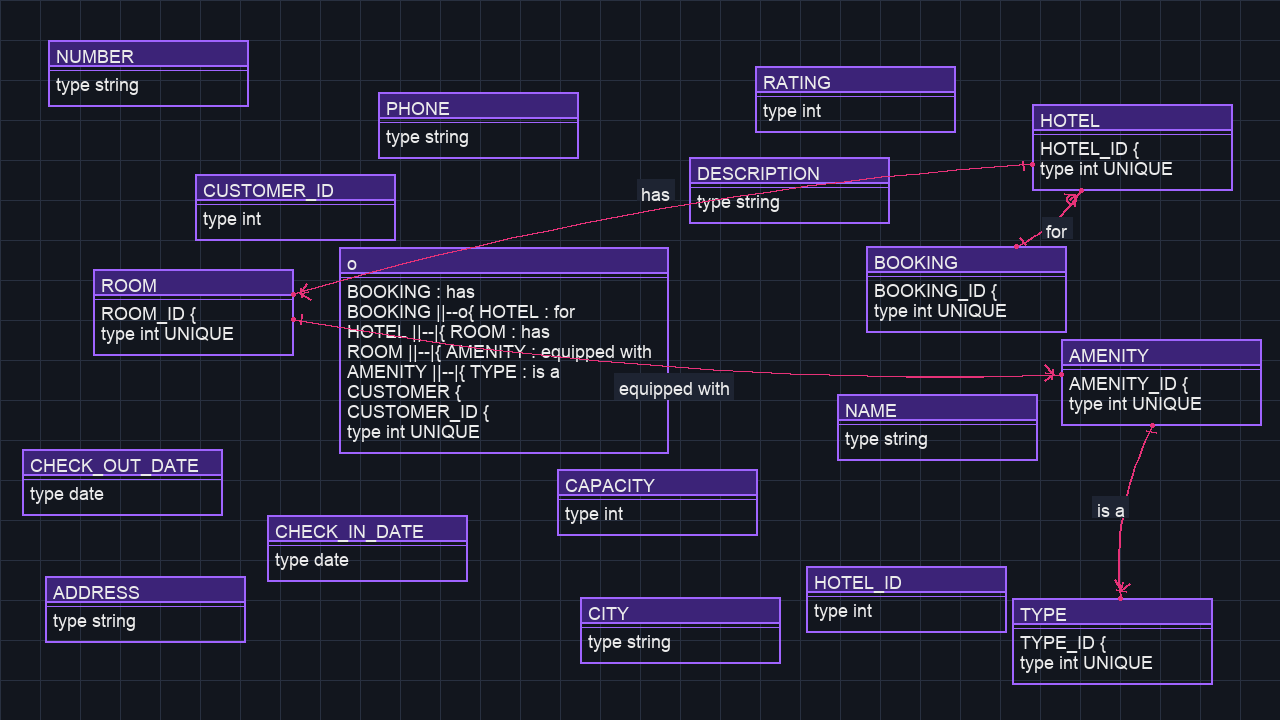 NUMBER
type string
PHONE
type string
RATING
type int
HOTEL
HOTEL_ID {
type int UNIQUE
DESCRIPTION
type string
CUSTOMER_ID
type int
has
for
o
BOOKING : has
BOOKING ||--o{ HOTEL : for
HOTEL ||--|{ ROOM : has
ROOM ||--|{ AMENITY : equipped with
AMENITY ||--|{ TYPE : is a
CUSTOMER {
CUSTOMER_ID {
type int UNIQUE
BOOKING
BOOKING_ID {
type int UNIQUE
ROOM
ROOM_ID {
type int UNIQUE
AMENITY
AMENITY_ID {
type int UNIQUE
equipped with
NAME
type string
CHECK_OUT_DATE
type date
CAPACITY
type int
is a
CHECK_IN_DATE
type date
HOTEL_ID
type int
ADDRESS
type string
CITY
type string
TYPE
TYPE_ID {
type int UNIQUE